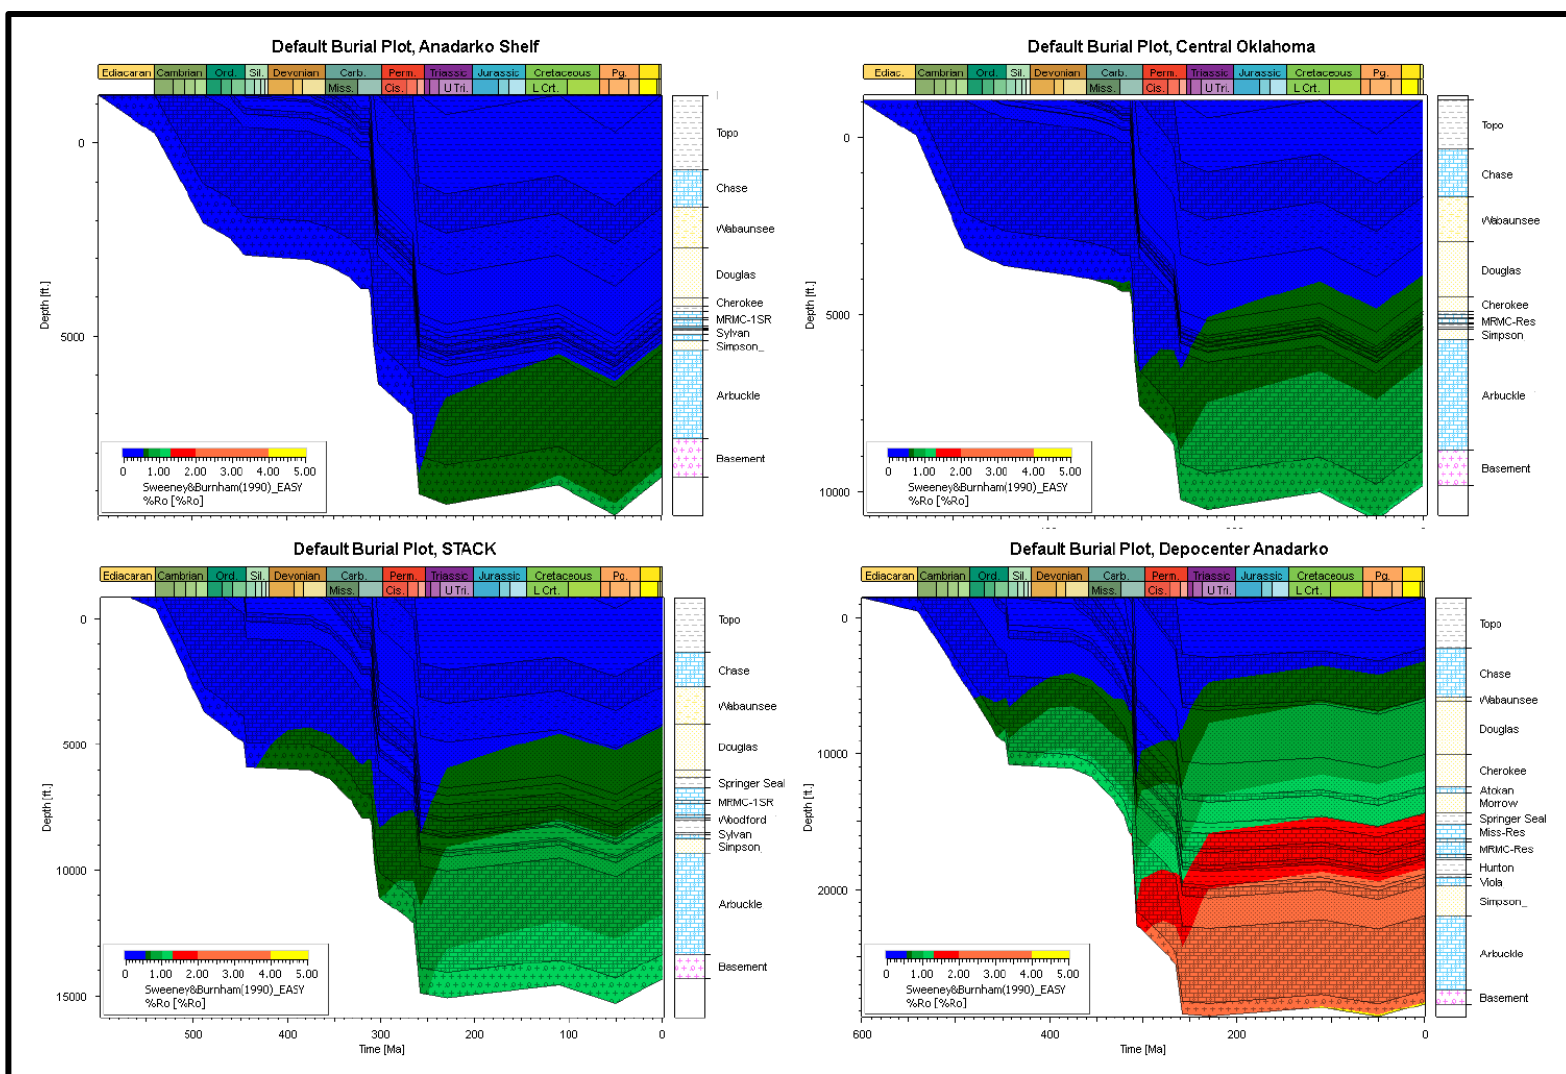 Default Burial Plot, Anadarko Shelf
Ediacaran Cambrian Ord. Sil. Devonian Carb. Perm. Triassic Jurassic Cretaceous Pg.
Miss. Cis. U Tri. L Crt.
0
5000
Depth [ft.]
Topo
Chase
Wabaunsee
Douglas
Cherokee
MRMC-1SR
Sylvan
Simpson_
Arbuckle
Basement
0 1.00 2.00 3.00 4.00 5.00
Sweeney&Burnham(1990)_EASY
%Ro [%Ro]
Default Burial Plot, Central Oklahoma
Ediac. Cambrian Ord. Sil. Devonian Carb. Perm. Triassic Jurassic Cretaceous Pg.
Miss. Cis. U Tri. L Crt.
0
5000
10000
Depth [ft.]
Topo
Chase
Wabaunsee
Douglas
Cherokee
MRMC-Res
Simpson
Arbuckle
Basement
0 1.00 2.00 3.00 4.00 5.00
Sweeney&Burnham(1990)_EASY
%Ro [%Ro]
Default Burial Plot, STACK
Ediacaran Cambrian Ord. Sil. Devonian Carb. Perm. Triassic Jurassic Cretaceous Pg.
Miss. Cis. U Tri. L Crt.
0
5000
10000
15000
Depth [ft.]
Topo
Chase
Wabaunsee
Douglas
Springer Seal
MRMC-1SR
Woodford
Sylvan
Simpson
Arbuckle
Basement
0 1.00 2.00 3.00 4.00 5.00
Sweeney&Burnham(1990)_EASY
%Ro [%Ro]
500 400 300 200 100 0
Time [Ma]
Default Burial Plot, Depocenter Anadarko
Ediacaran Cambrian Ord. Sil. Devonian Carb. Perm. Triassic Jurassic Cretaceous Pg.
Miss. Cis. U Tri. L Crt.
0
10000
20000
Depth [ft.]
Topo
Chase
Wabaunsee
Douglas
Cherokee
Atokan
Morrow
Springer Seal
Miss-Res
MRMC-Res
Hunton
Viola
Simpson_
Arbuckle
Basement
0 1.00 2.00 3.00 4.00 5.00
Sweeney&Burnham(1990)_EASY
%Ro [%Ro]
600 400 200 0
Time [Ma]